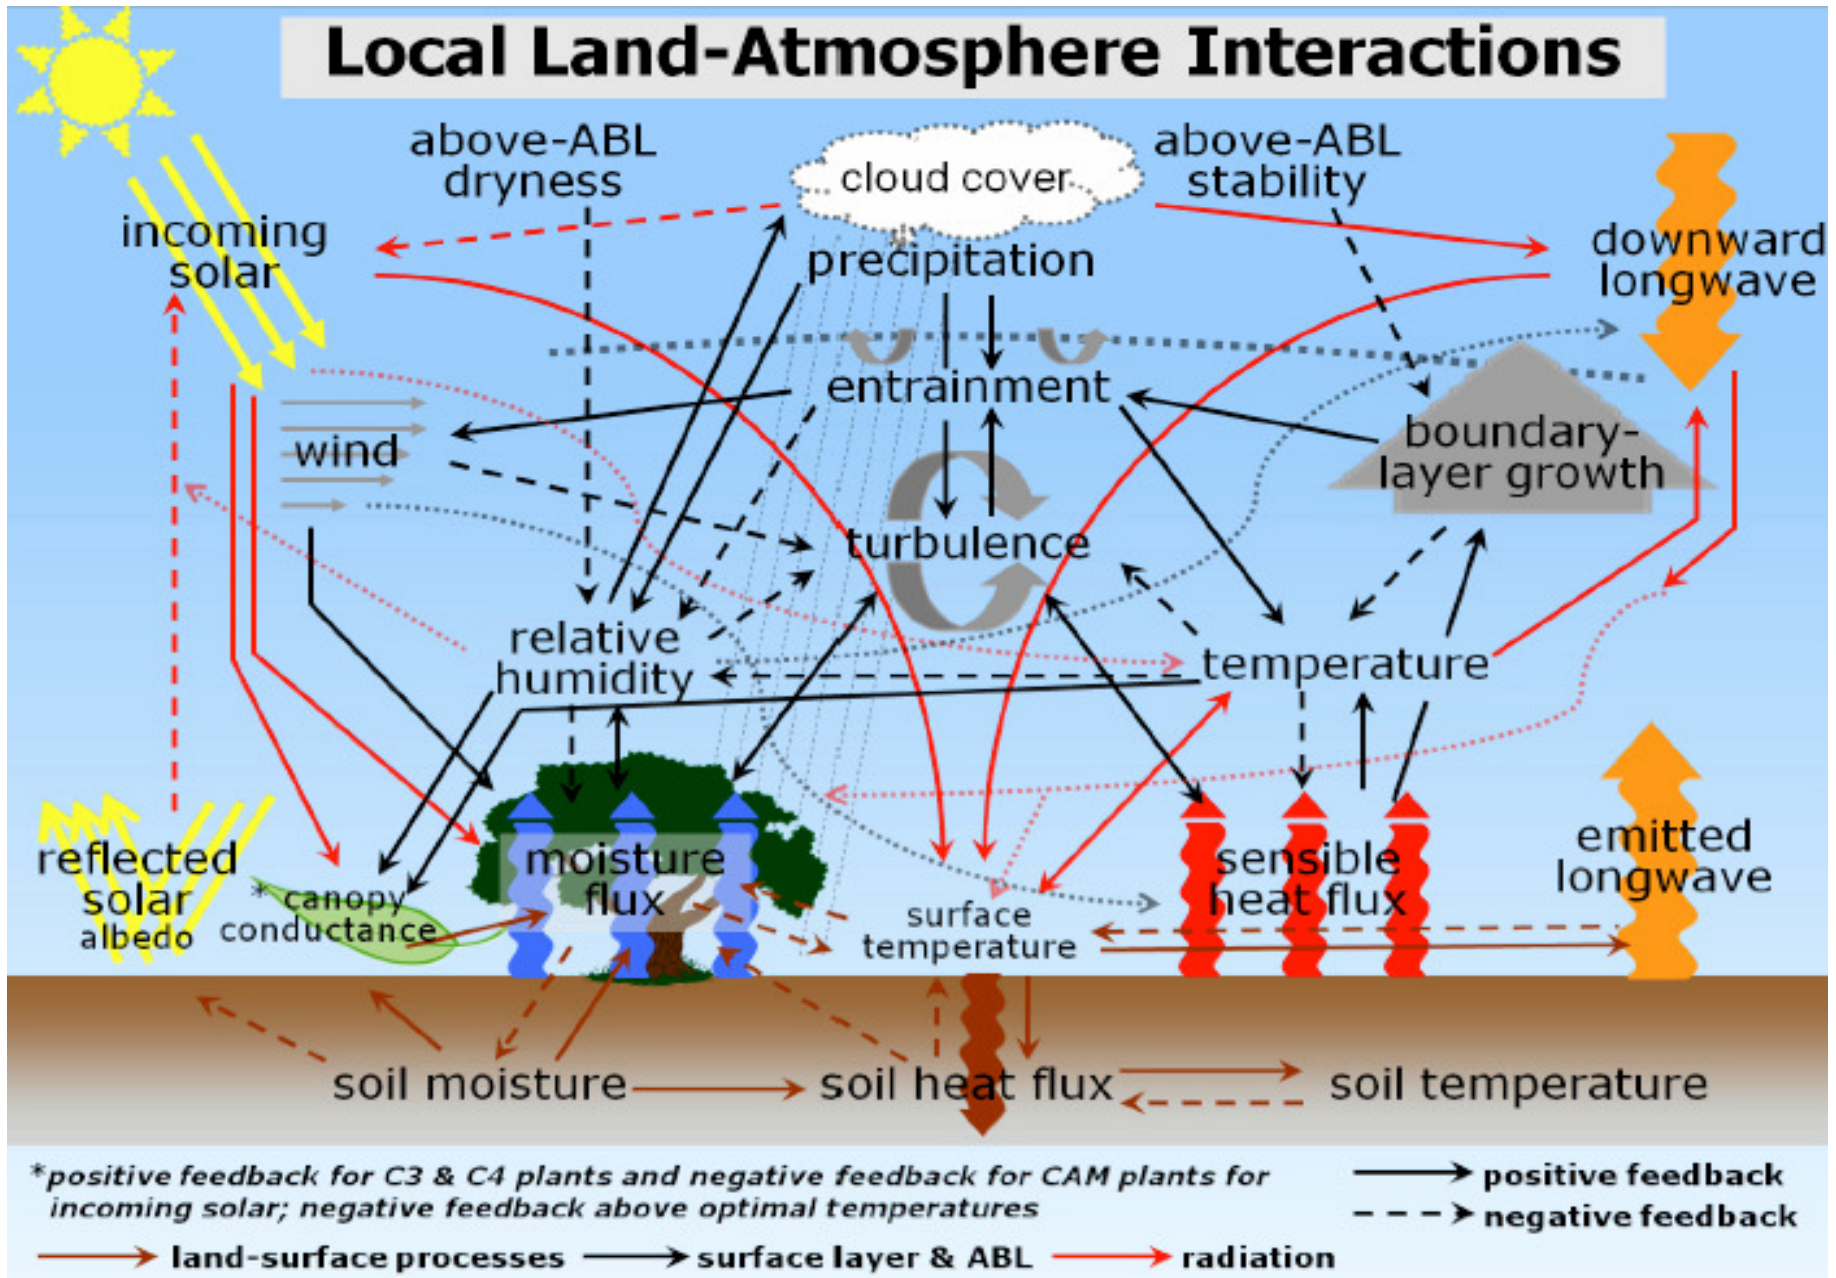 Local Land-Atmosphere Interactions
above-ABL
dryness
cloud cover
above-ABL
stability
incoming
solar
precipitation
downward
longwave
entrainment
wind
boundary-
layer growth
turbulence
relative
humidity
temperature
reflected
solar
albedo
* canopy
conductance
moisture
flux
surface
temperature
sensible
heat flux
emitted
longwave
soil moisture
soil heat flux
soil temperature
*positive feedback for C3 & C4 plants and negative feedback for CAM plants for
incoming solar; negative feedback above optimal temperatures
positive feedback
negative feedback
land-surface processes
surface layer & ABL
radiation